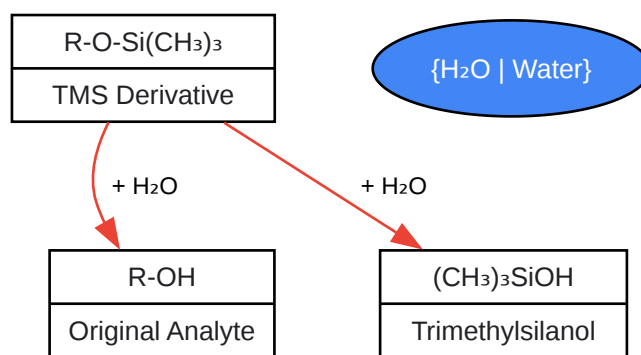 R-O-Si(CH₃)₃
TMS Derivative
{H₂O | Water}
+ H₂O
+ H₂O
R-OH
Original Analyte
(CH₃)₃SiOH
Trimethylsilanol